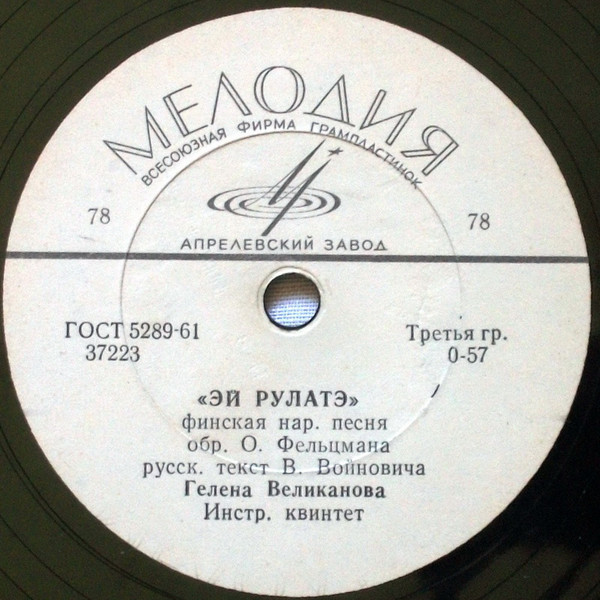 МЕЛОДИЯ
ВСЕСОЮЗНАЯ ФИРМА ГРАМПЛАСТИНОК
78 78
АПРЕЛЕВСКИЙ ЗАВОД
ГОСТ 5289-61 Третья гр.
37223 0-57
«ЭЙ РУЛАТЭ»
финская нар. песня
обр. О. Фельцмана
русск. текст В. Войновича
Гелена Великанова
Инстр. квинтет